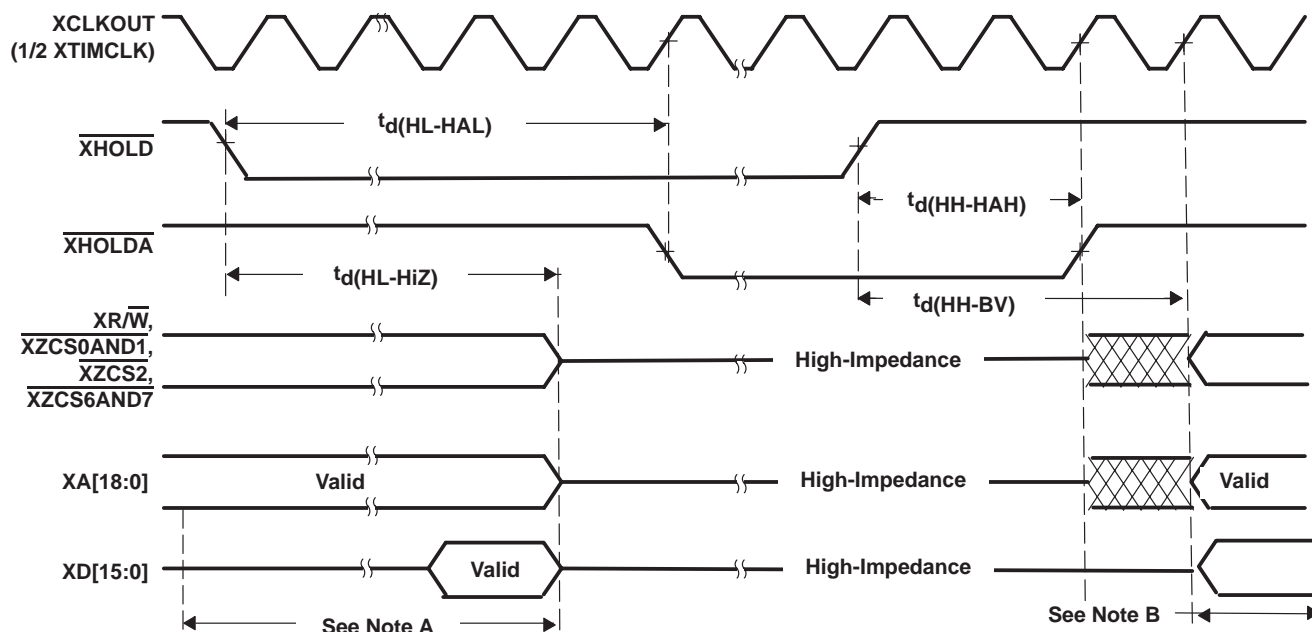 XCLKOUT
(1/2 XTIMCLK)
td(HL-HAL)
XHOLD
td(HH-HAH)
XHOLDA
td(HL-HiZ)
td(HH-BV)
XR/W,
XZCS0AND1,
XZCS2,
XZCS6AND7
High-Impedance
XA[18:0]
Valid
High-Impedance
Valid
XD[15:0]
Valid
High-Impedance
See Note A
See Note B